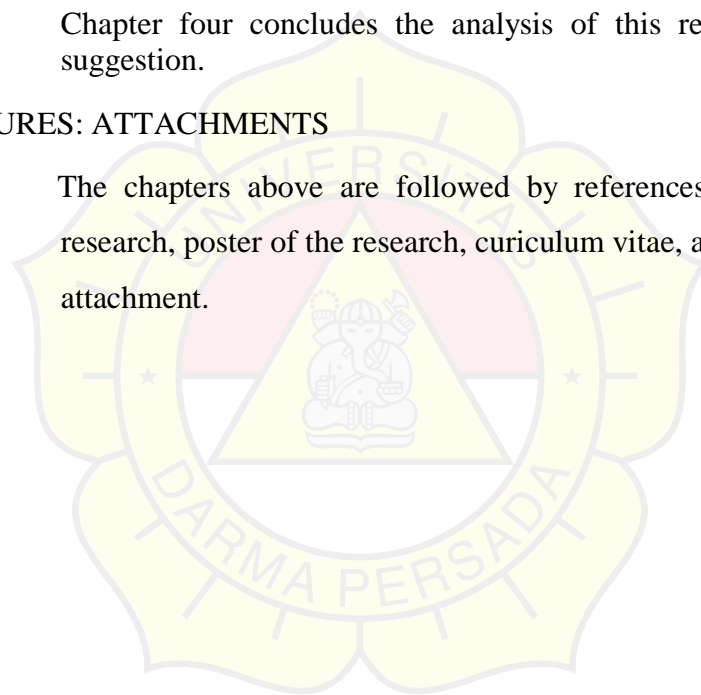 Chapter four concludes the analysis of this re
suggestion.
URES: ATTACHMENTS
The chapters above are followed by references
research, poster of the research, curiculum vitae, a
attachment.
UNIVERSITAS
DARMA PERSADA